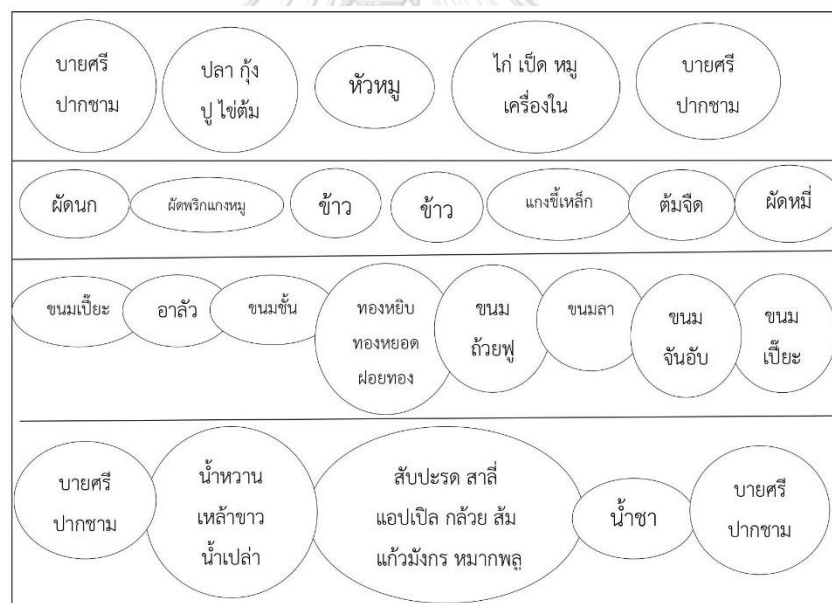 บายศรี
ปากชาม
ปลา กุ้ง
ปู ไข่ต้ม
หัวหมู
ไก่ เป็ด หมู
เครื่องใน
บายศรี
ปากชาม
ผัดนก
ผัดพริกแกงหมู
ข้าว
ข้าว
แกงขี้เหล็ก
ต้มจืด
ผัดหมี่
ขนมเปี๊ยะ
อาลัว
ขนมชั้น
ทองหยิบ
ทองหยอด
ฝอยทอง
ขนม
ถ้วยฟู
ขนมลา
ขนม
จันอับ
ขนม
เปี๊ยะ
บายศรี
ปากชาม
น้ำหวาน
เหล้าขาว
น้ำเปล่า
สับปะรด สาลี่
แอปเปิล กล้วย ส้ม
แก้วมังกร หมากพลู
น้ำชา
บายศรี
ปากชาม